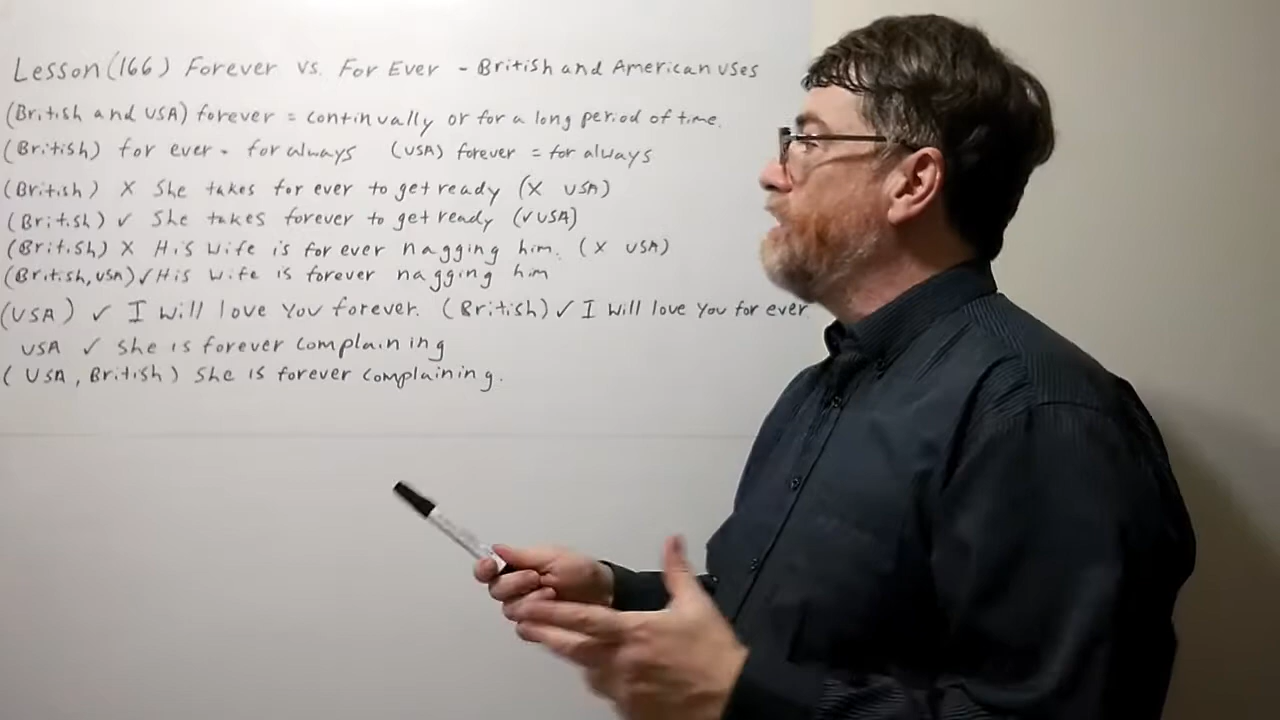 Lesson (166) Forever vs. For Ever - British and American uses
(British and USA) forever = continually or for a long period of time.
(British) for ever - for always (USA) forever = for always
(British) X She takes for ever to get ready (X USA)
(British) ✓ She takes forever to get ready (✓ USA)
(British) X His wife is for ever nagging him. (X USA)
(British, USA) ✓ His wife is forever nagging him
(USA) ✓ I will love you forever. (British) ✓ I will love you for ever
USA ✓ she is forever complaining
(USA, British) She is forever complaining.